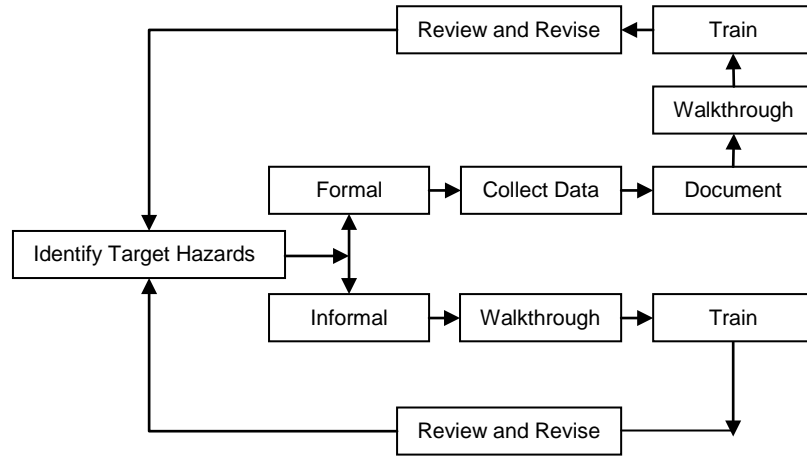 Review and Revise
Train
Walkthrough
Formal
Collect Data
Document
Identify Target Hazards
Informal
Walkthrough
Train
Review and Revise